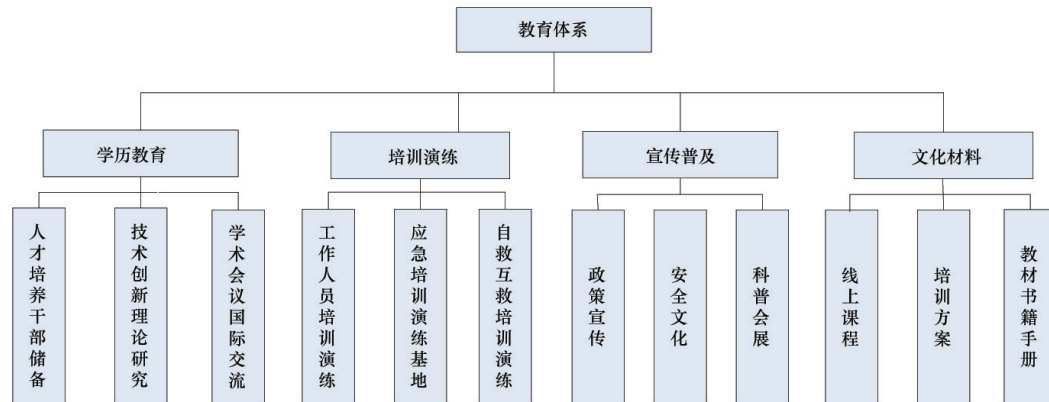 教育体系
学历教育
培训演练
宣传普及
文化材料
人才培养干部储备
技术创新理论研究
学术会议国际交流
工作人员培训演练
应急培训演练基地
自救互救培训演练
政策宣传
安全文化
科普会展
线上课程
培训方案
教材书籍手册